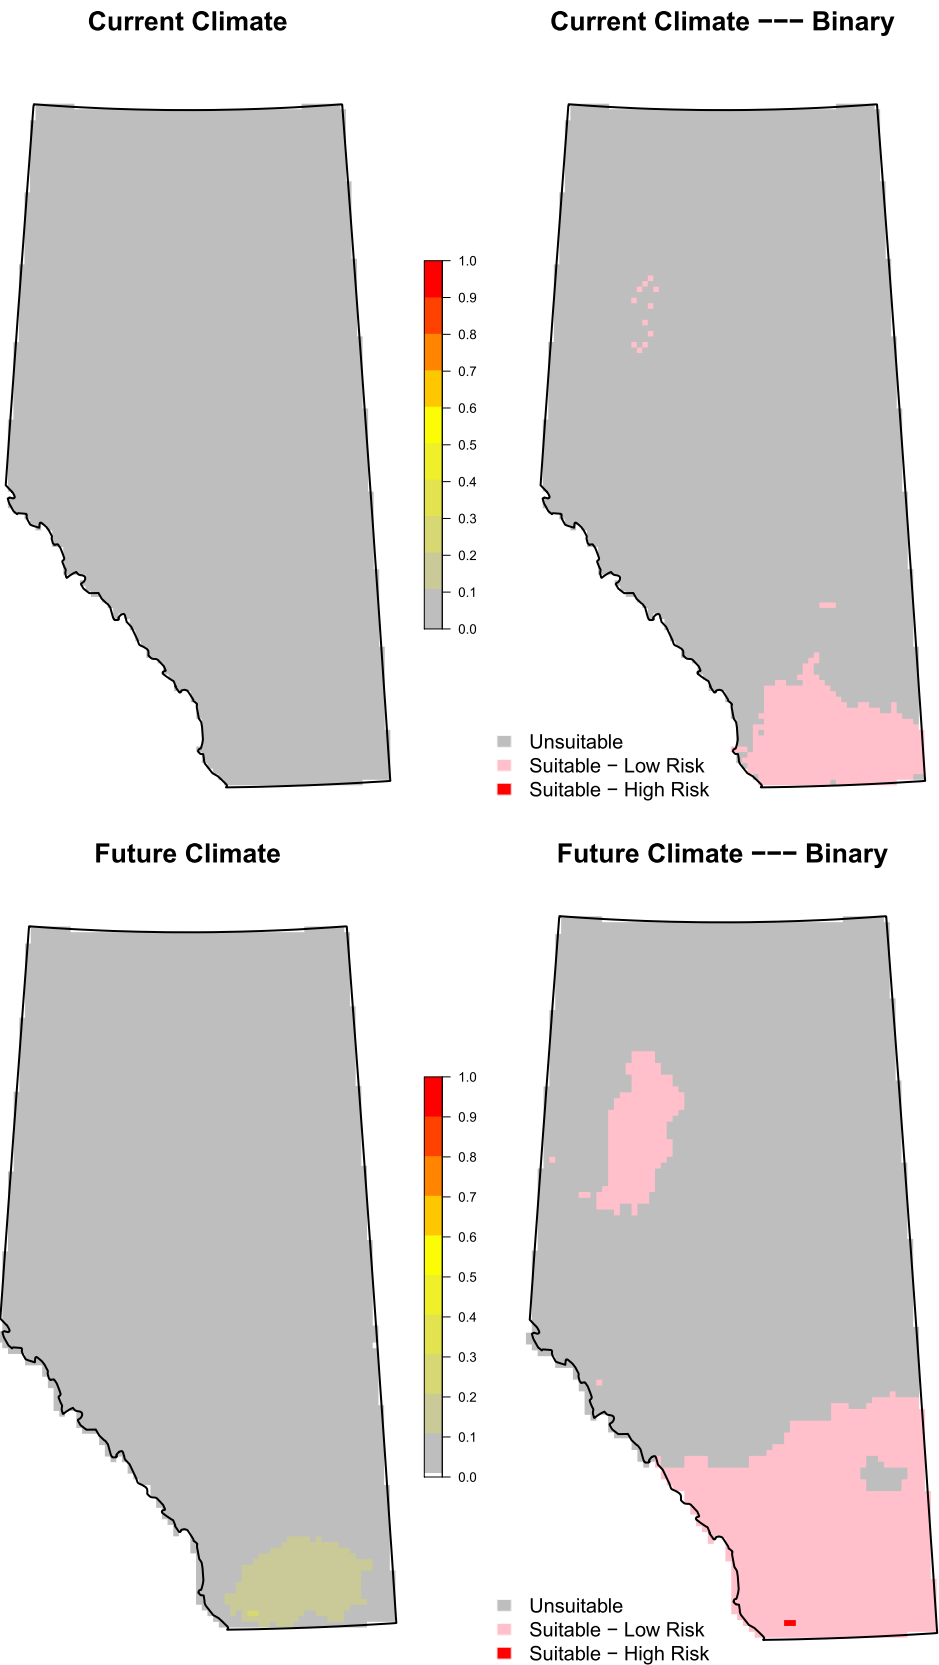 Current Climate
Current Climate −−− Binary
1.0
0.9
0.8
0.7
0.6
0.5
0.4
0.3
0.2
0.1
0.0
Unsuitable
Suitable − Low Risk
Suitable − High Risk
Future Climate
Future Climate −−− Binary
1.0
0.9
0.8
0.7
0.6
0.5
0.4
0.3
0.2
0.1
0.0
Unsuitable
Suitable − Low Risk
Suitable − High Risk